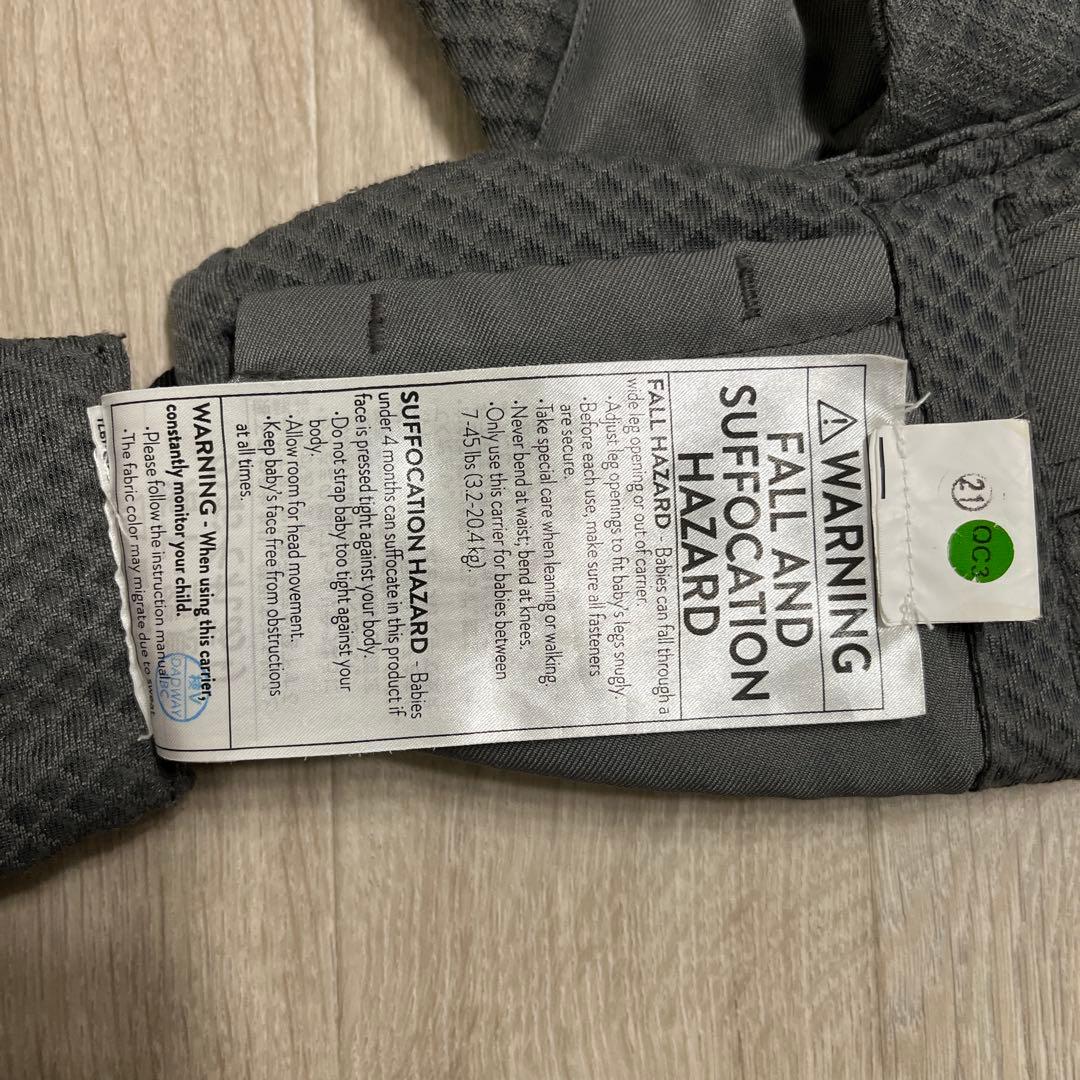 ⚠ WARNING
FALL AND
SUFFOCATION
HAZARD
FALL HAZARD - Babies can fall through a
wide leg opening or out of carrier.
•Adjust leg openings to fit baby's legs snugly.
•Before each use, make sure all fasteners
are secure.
•Take special care when leaning or walking.
•Never bend at waist; bend at knees.
•Only use this carrier for babies between
7-45 lbs (3.2-20.4 kg).
SUFFOCATION HAZARD - Babies
under 4 months can suffocate in this product if
face is pressed tight against your body.
•Do not strap baby too tight against your
body.
•Allow room for head movement.
•Keep baby's face free from obstructions
at all times.
WARNING - When using this carrier,
constantly monitor your child.
•Please follow the instruction manual.
•The fabric color may migrate due to sweat
DADWAY
BC
21
QC3